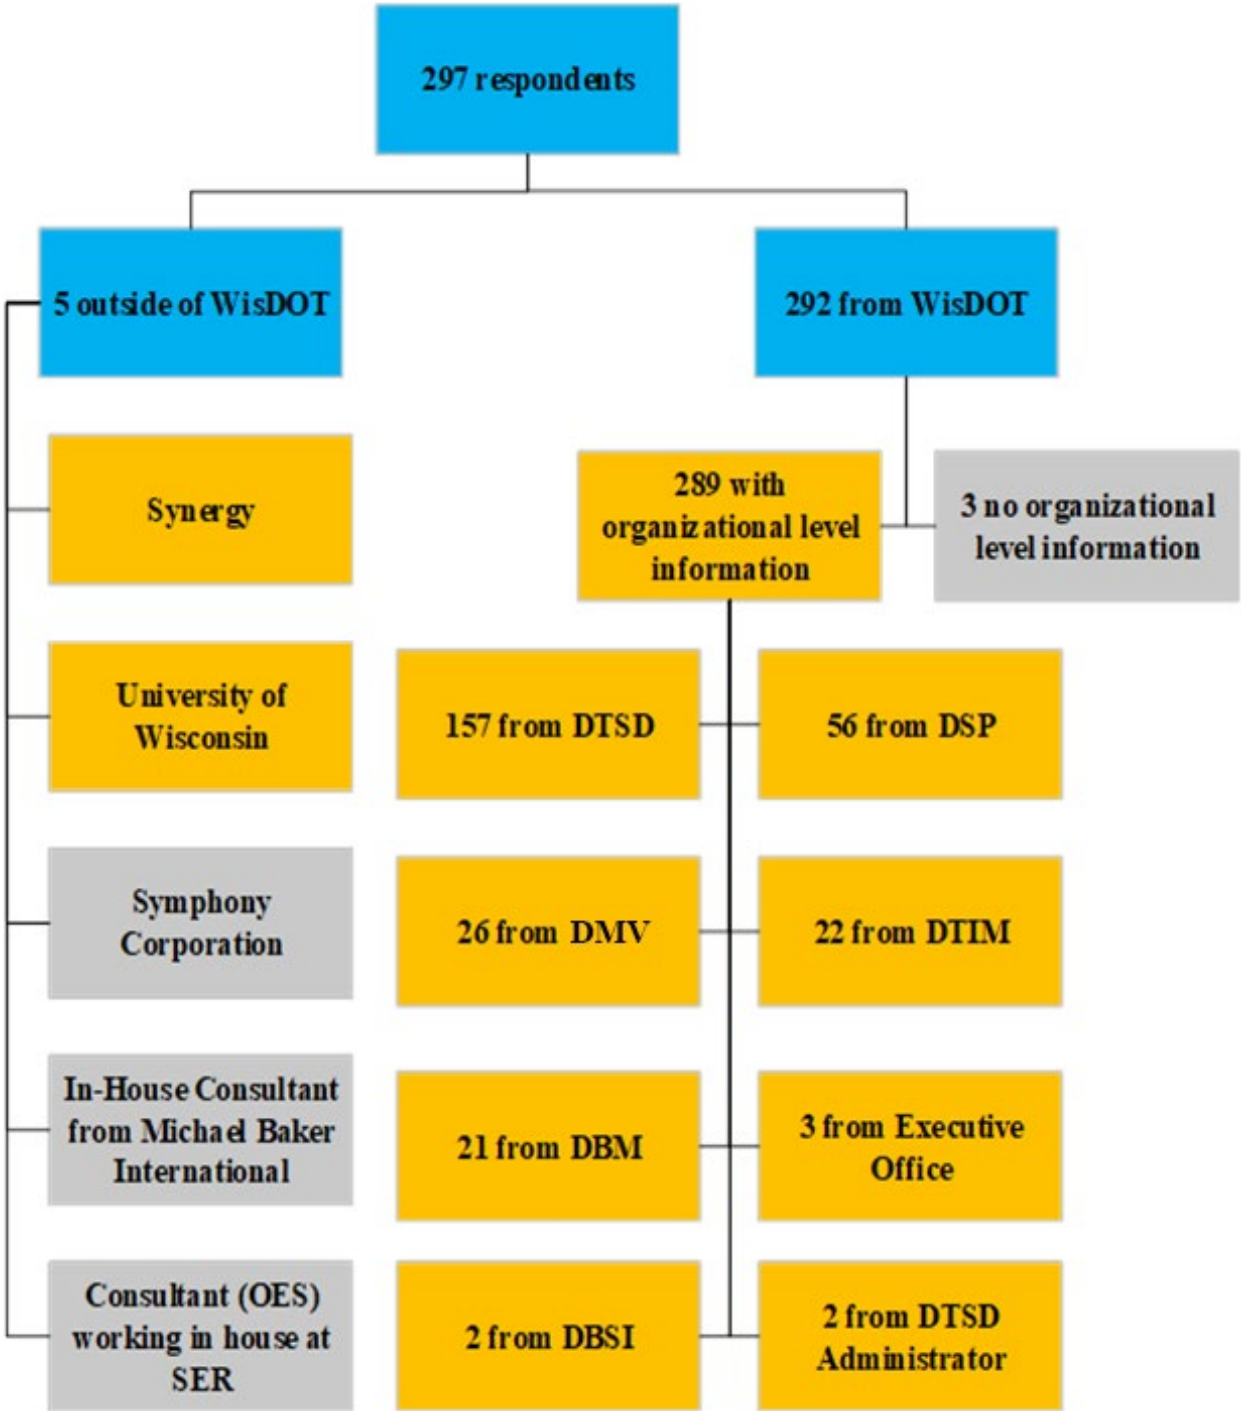 297 respondents
5 outside of WisDOT
292 from WisDOT
Synergy
University of
Wisconsin
Symphony
Corporation
In-House Consultant
from Michael Baker
International
Consultant (OES)
working in house at
SER
289 with
organizational level
information
3 no organizational
level information
157 from DTSD
56 from DSP
26 from DMV
22 from DTIM
21 from DBM
3 from Executive
Office
2 from DBSI
2 from DTSD
Administrator